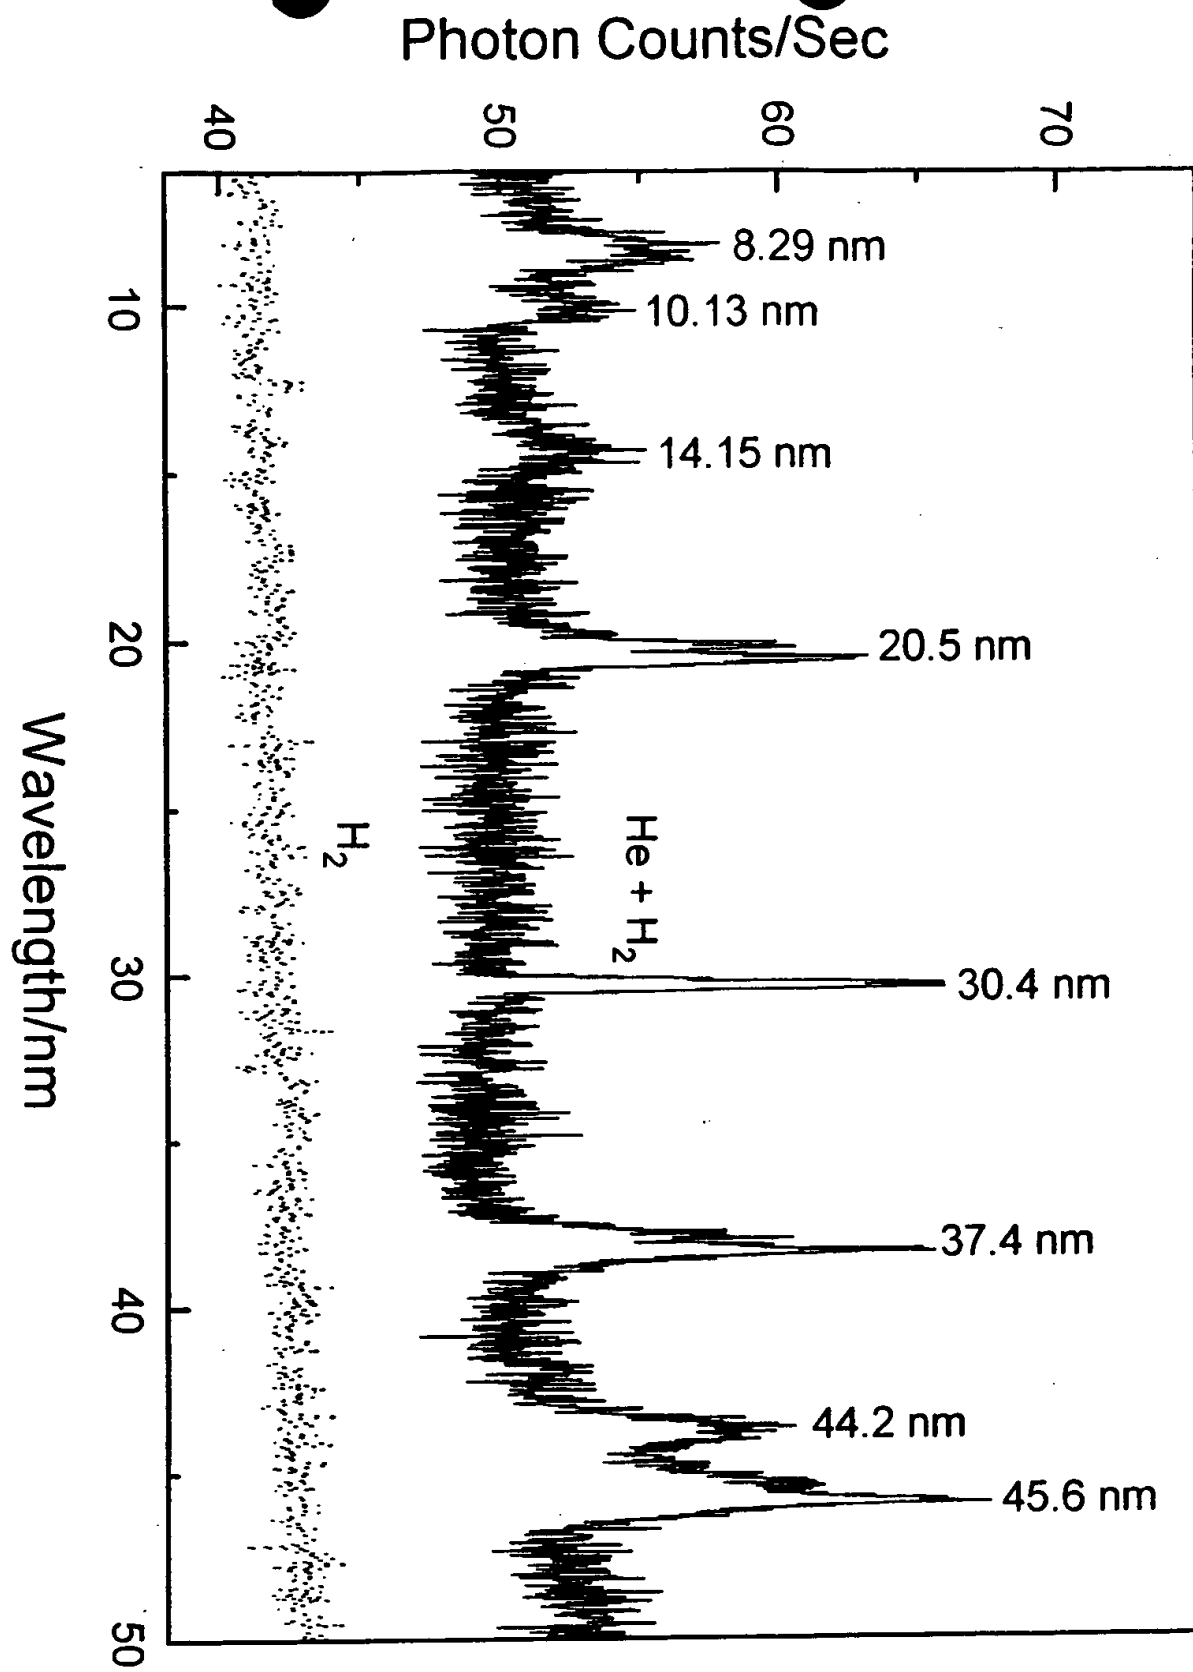 Photon Counts/Sec
40
50
60
70
8.29 nm
10.13 nm
14.15 nm
20.5 nm
30.4 nm
37.4 nm
44.2 nm
45.6 nm
He + H2
H2
10
20
30
40
50
Wavelength/nm